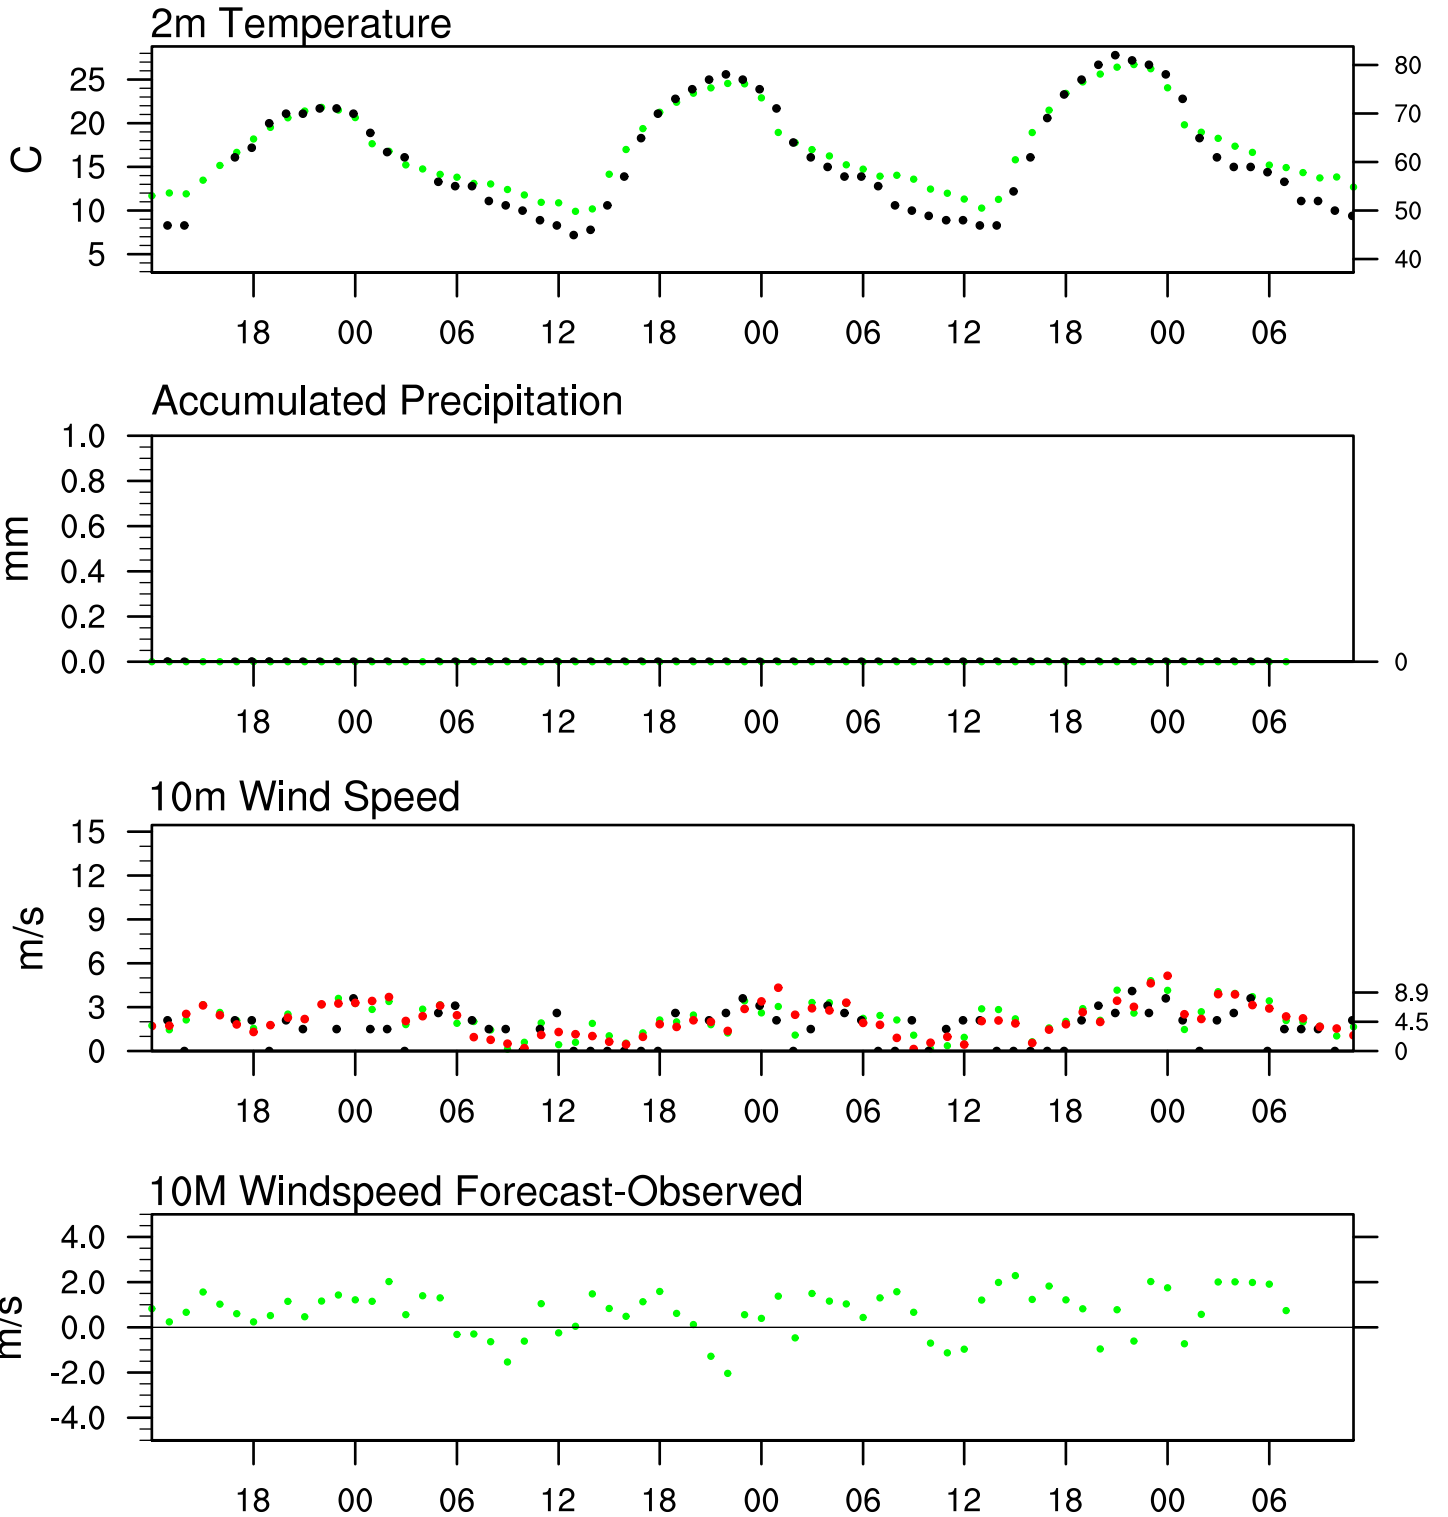 2m Temperature
C
25
20
15
10
5
80
70
60
50
40
18 00 06 12 18 00 06 12 18 00 06
Accumulated Precipitation
mm
1.0
0.8
0.6
0.4
0.2
0.0
0
18 00 06 12 18 00 06 12 18 00 06
10m Wind Speed
m/s
15
12
9
6
3
0
8.9
4.5
0
18 00 06 12 18 00 06 12 18 00 06
10M Windspeed Forecast-Observed
m/s
4.0
2.0
0.0
-2.0
-4.0
18 00 06 12 18 00 06 12 18 00 06